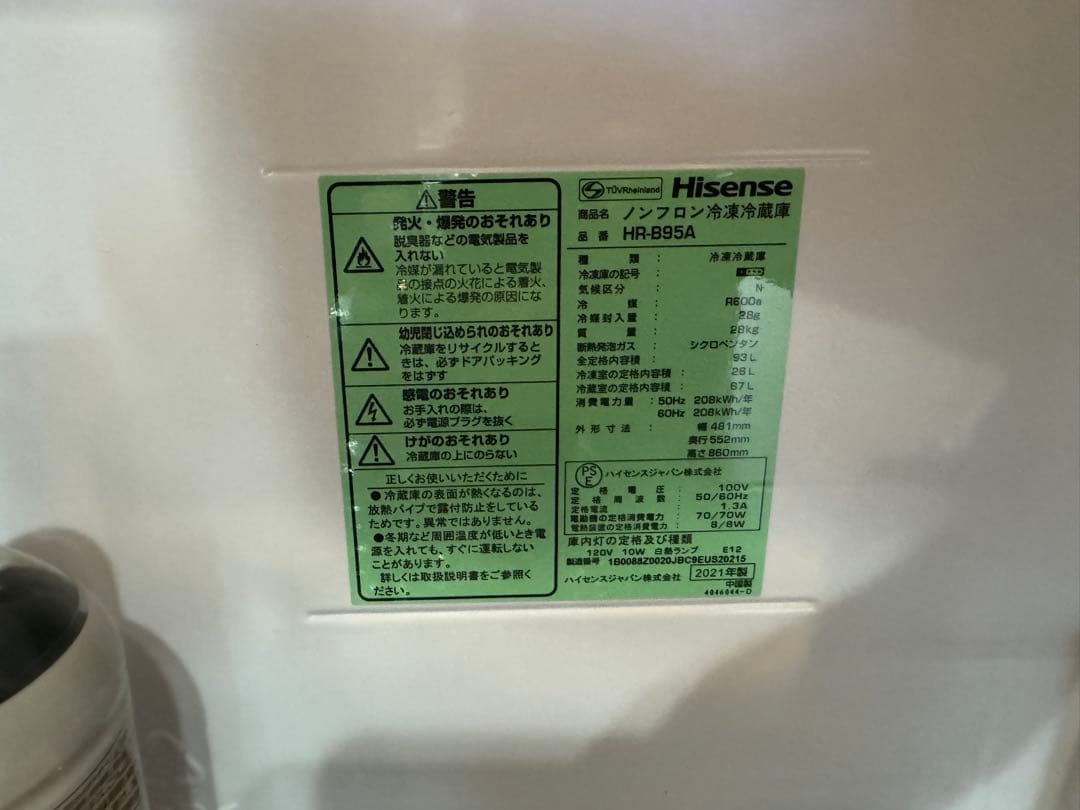 警告
発火・爆発のおそれあり
脱臭器などの電気製品を
入れない
冷媒が漏れていると電気製
品の接点の火花による着火、
着火による爆発の原因にな
ります。
幼児閉じ込められのおそれあり
冷蔵庫をリサイクルすると
きは、必ずドアパッキング
をはずす
感電のおそれあり
お手入れの際は、
必ず電源プラグを抜く
けがのおそれあり
冷蔵庫の上にのらない
正しくお使いいただくために
●冷蔵庫の表面が熱くなるのは、
放熱パイプで露付防止をしている
ためです。異常ではありません。
●冬期など周囲温度が低いとき電
源を入れても、すぐに運転しない
ことがあります。
詳しくは取扱説明書をご参照く
ださい。
TÜVRheinland Hisense
商品名 ノンフロン冷凍冷蔵庫
品番 HR-B95A
種類 : 冷凍冷蔵庫
冷凍庫の記号 :
気候区分 : N
冷媒 : R600a
冷媒封入量 : 28g
質量 : 28kg
断熱発泡ガス : シクロペンタン
全定格内容積 : 93L
冷凍室の定格内容積 : 26L
冷蔵室の定格内容積 : 67L
消費電力量 : 50Hz 208kWh/年
60Hz 208kWh/年
外形寸法 : 幅 481mm
奥行 552mm
高さ 860mm
PSE ハイセンスジャパン株式会社
定格電圧 : 100V
定格周波数 : 50/60Hz
定格電流 : 1.3A
電動機の定格消費電力 : 70/70W
電熱装置の定格消費電力 : 8/8W
庫内灯の定格及び種類
120V 10W 白熱ランプ E12
製造番号 1B0088Z0020JBC9EUS20215
ハイセンスジャパン株式会社 2021年製
中国製
4046044-D